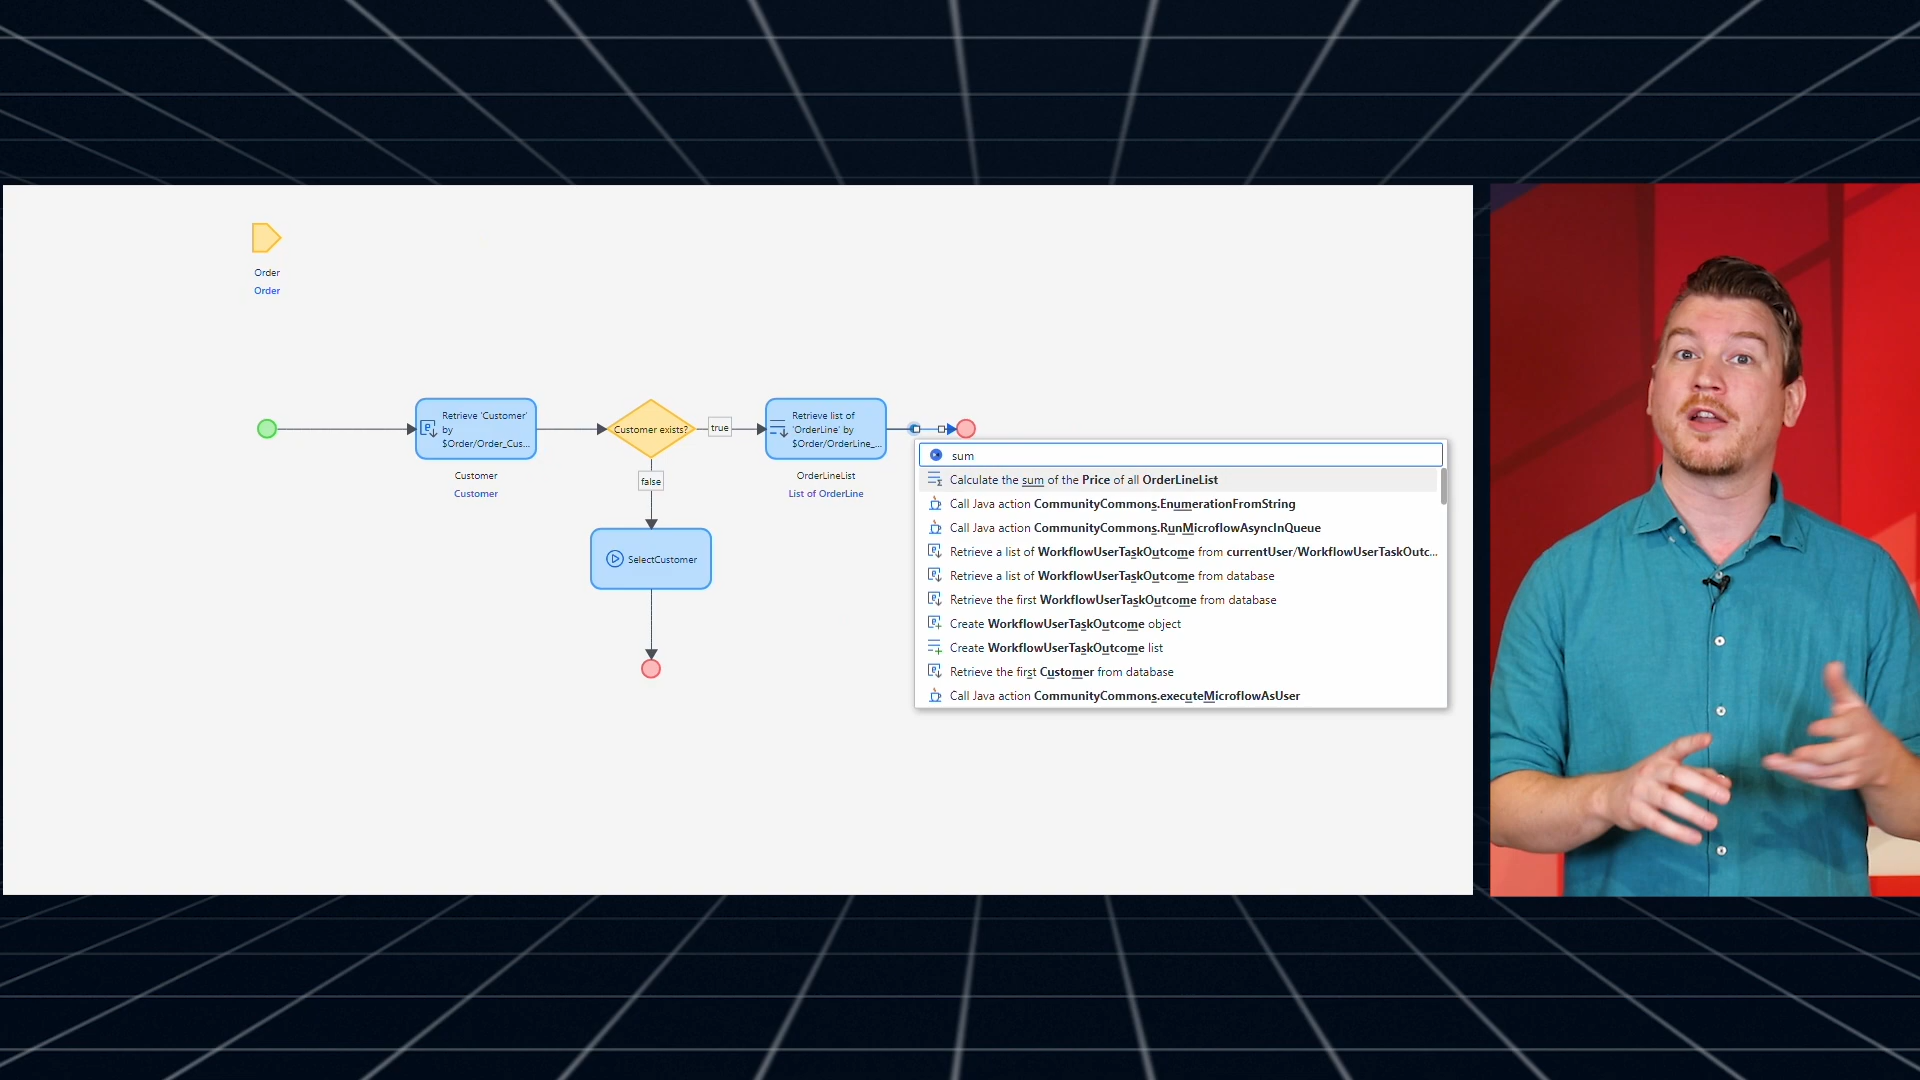 Order
Order
Retrieve 'Customer'
by
$Order/Order_Cus...
Customer
Customer
Customer exists?
true
false
SelectCustomer
Retrieve list of
'OrderLine' by
$Order/OrderLine_...
OrderLineList
List of OrderLine
sum
Calculate the sum of the Price of all OrderLineList
Call Java action CommunityCommons.EnumerationFromString
Call Java action CommunityCommons.RunMicroflowAsyncInQueue
Retrieve a list of WorkflowUserTaskOutcome from currentUser/WorkflowUserTaskOutc...
Retrieve a list of WorkflowUserTaskOutcome from database
Retrieve the first WorkflowUserTaskOutcome from database
Create WorkflowUserTaskOutcome object
Create WorkflowUserTaskOutcome list
Retrieve the first Customer from database
Call Java action CommunityCommons.executeMicroflowAsUser